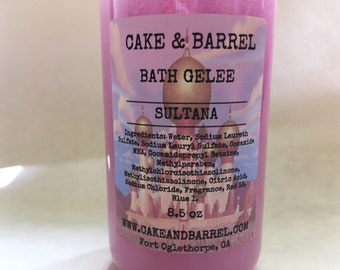 CAKE & BARREL
BATH GELEE
SULTANA
Ingredients: Water, Sodium Laureth
Sulfate, Sodium Lauryl Sulfate, Cocamide
MEA, Cocamidopropyl Betaine,
Methylparaben,
Methylchloroisothiazolinone,
Methylisothiazolinone, Citric Acid,
Sodium Chloride, Fragrance, Red
Blue 1.
8.5 oz
WWW.CAKEANDBARREL.COM
Fort Oglethorpe, GA